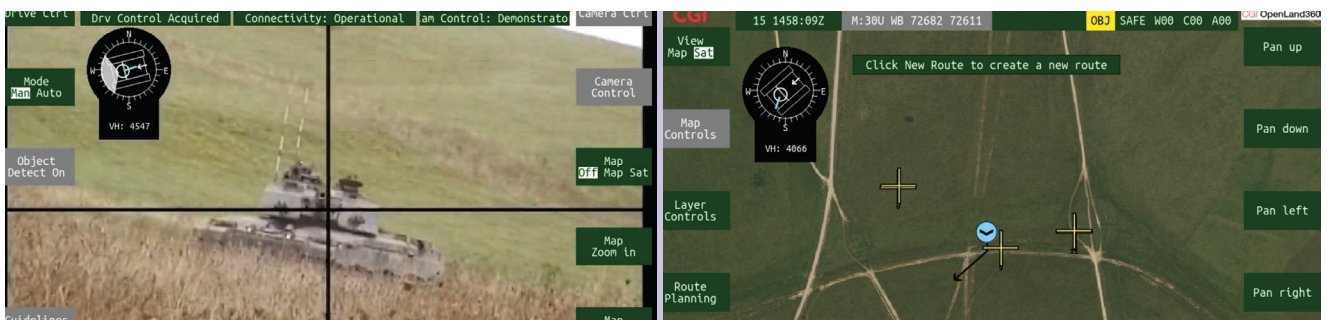 Drive Ctrl
Drv Control Acquired
Connectivity: Operational
am Control: Demonstrato
Camera Ctrl
N
W
E
S
VH: 4547
Mode
Man Auto
Object
Detect On
Guidelines
Camera
Control
Map
Off Map Sat
Map
Zoom in
Map
CGI
15 1458:09Z
M:30U WB 72682 72611
OBJ SAFE W00 C00 A00
CGI OpenLand360
View
Map Sat
Click New Route to create a new route
N
W
E
S
VH: 4066
Map
Controls
Layer
Controls
Route
Planning
Pan up
Pan down
Pan left
Pan right